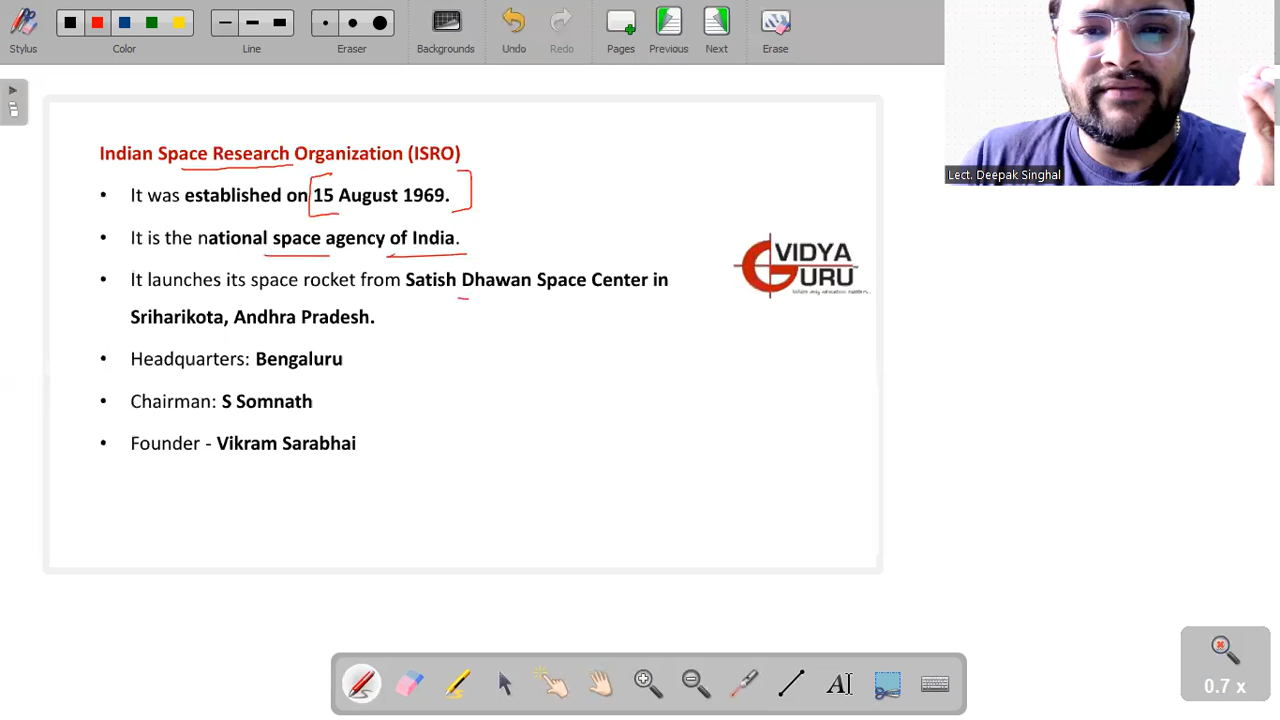 Stylus
Color
Line
Eraser
Backgrounds
Undo
Redo
Pages
Previous
Next
Erase
Lect. Deepak Singhal
Indian Space Research Organization (ISRO)
• It was established on 15 August 1969.
• It is the national space agency of India.
• It launches its space rocket from Satish Dhawan Space Center in
Sriharikota, Andhra Pradesh.
• Headquarters: Bengaluru
• Chairman: S Somnath
• Founder - Vikram Sarabhai
VIDYA
GURU
0.7 x